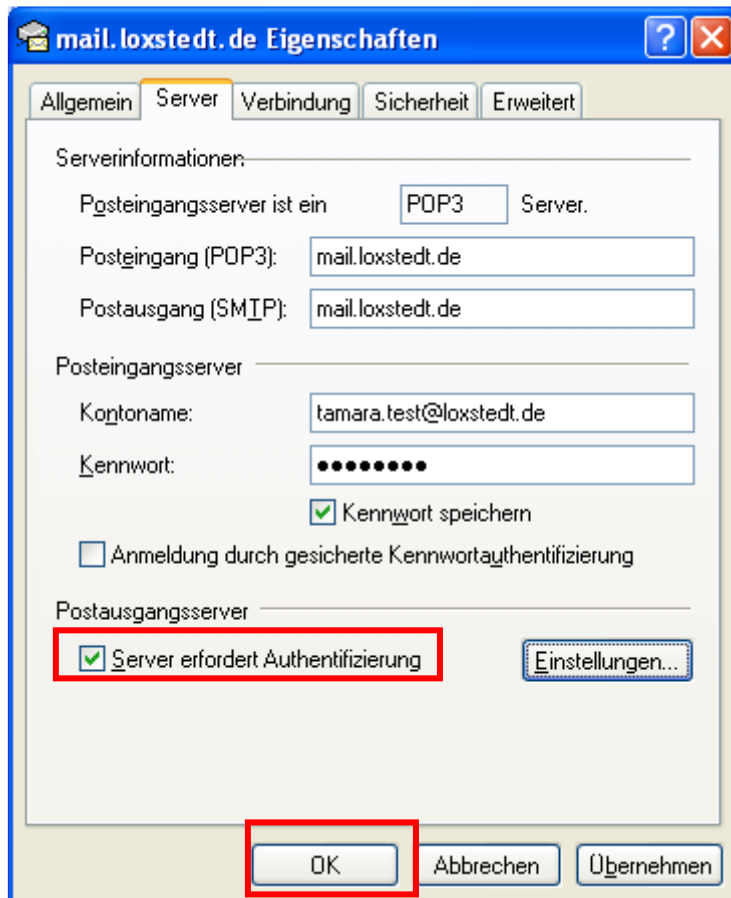 mail.loxstedt.de Eigenschaften
Allgemein Server Verbindung Sicherheit Erweitert
Serverinformationen
Posteingangsserver ist ein POP3 Server.
Posteingang (POP3): mail.loxstedt.de
Postausgang (SMTP): mail.loxstedt.de
Posteingangsserver
Kontoname: tamara.test@loxstedt.de
Kennwort: ●●●●●●●●
Kennwort speichern
Anmeldung durch gesicherte Kennwortauthentifizierung
Postausgangsserver
Server erfordert Authentifizierung Einstellungen...
OK Abbrechen Übernehmen